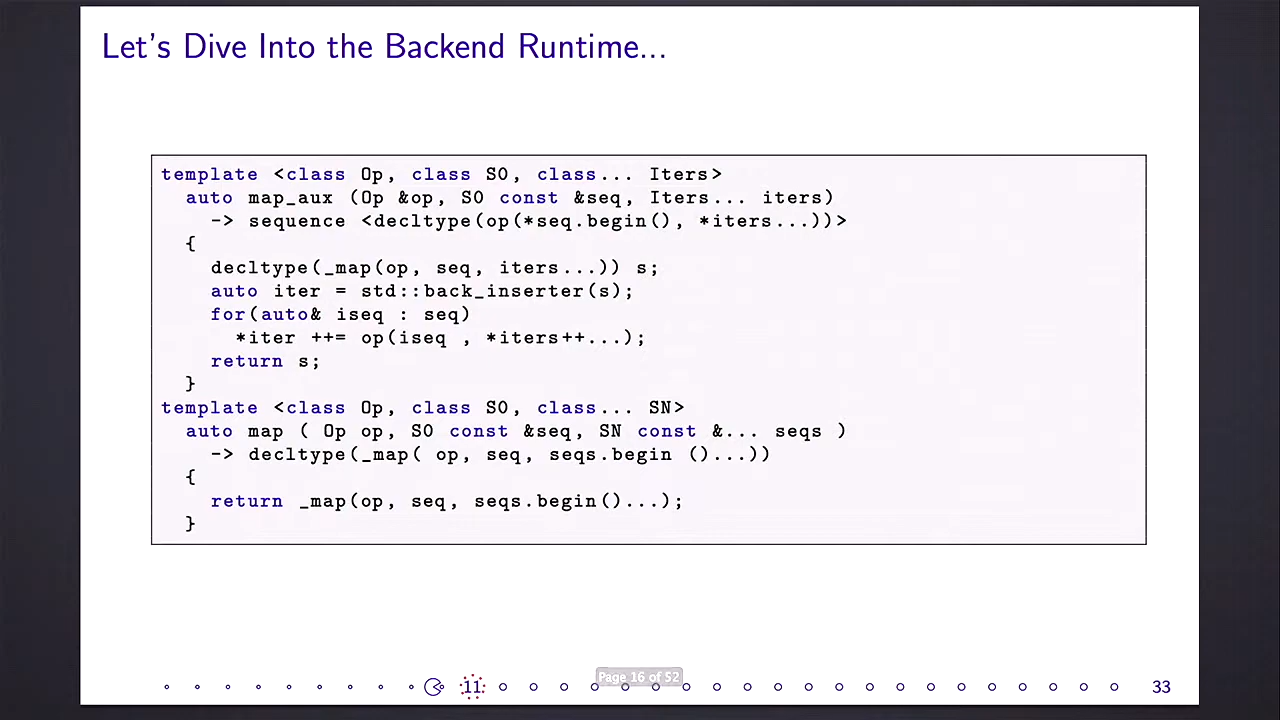 Let's Dive Into the Backend Runtime...
template <class Op, class S0, class... Iters>
auto map_aux (Op &op, S0 const &seq, Iters... iters)
-> sequence <decltype(op(*seq.begin(), *iters...))>
{
decltype(_map(op, seq, iters...)) s;
auto iter = std::back_inserter(s);
for(auto& iseq : seq)
*iter ++= op(iseq , *iters++...);
return s;
}
template <class Op, class S0, class... SN>
auto map ( Op op, S0 const &seq, SN const &... seqs )
-> decltype(_map( op, seq, seqs.begin ()...))
{
return _map(op, seq, seqs.begin()...);
}
Page 16 of 52
11
33